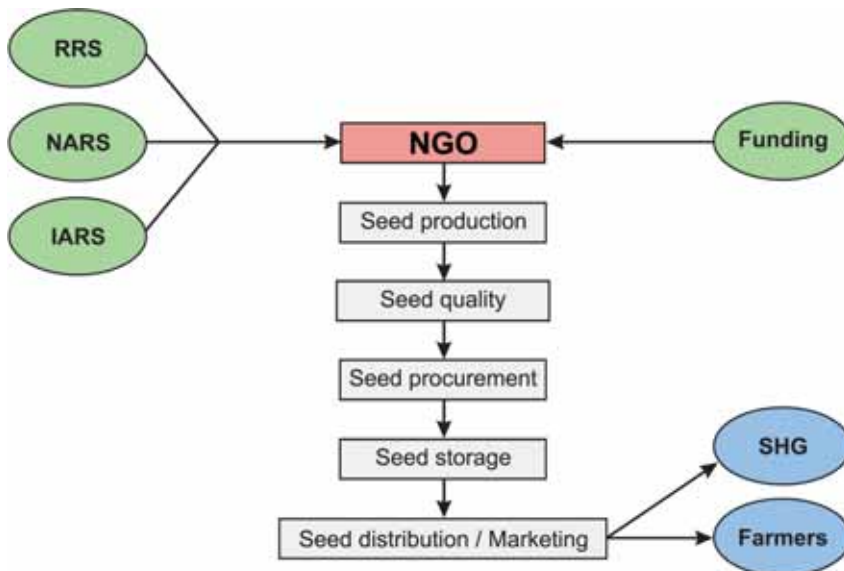 RRS
NARS
IARS
NGO
Funding
Seed production
Seed quality
Seed procurement
Seed storage
Seed distribution / Marketing
SHG
Farmers